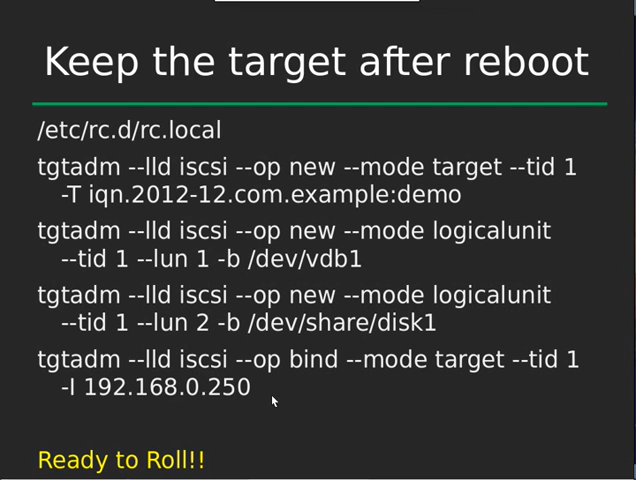 Keep the target after reboot
/etc/rc.d/rc.local
tgtadm --lld iscsi --op new --mode target --tid 1
-T iqn.2012-12.com.example:demo
tgtadm --lld iscsi --op new --mode logicalunit
--tid 1 --lun 1 -b /dev/vdb1
tgtadm --lld iscsi --op new --mode logicalunit
--tid 1 --lun 2 -b /dev/share/disk1
tgtadm --lld iscsi --op bind --mode target --tid 1
-I 192.168.0.250
Ready to Roll!!